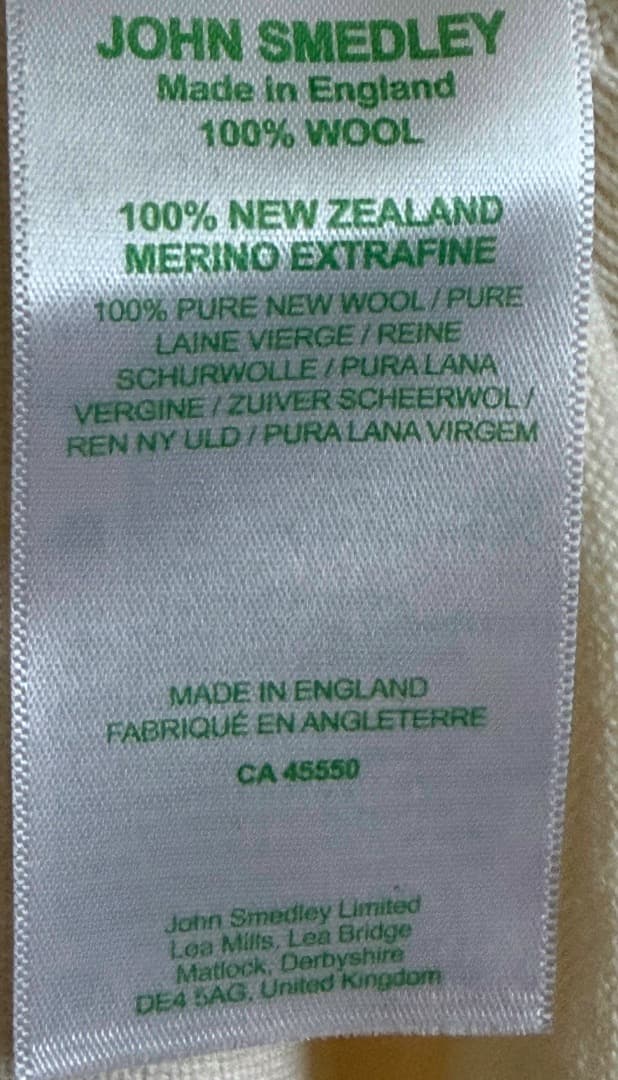 JOHN SMEDLEY
Made in England
100% WOOL
100% NEW ZEALAND
MERINO EXTRAFINE
100% PURE NEW WOOL / PURE
LAINE VIERGE / REINE
SCHURWOLLE / PURA LANA
VERGINE / ZUIVER SCHEERWOL /
REN NY ULD / PURA LANA VIRGEM
MADE IN ENGLAND
FABRIQUÉ EN ANGLETERRE
CA 45550
John Smedley Limited
Lea Mills, Lea Bridge
Matlock, Derbyshire
DE4 5AG, United Kingdom